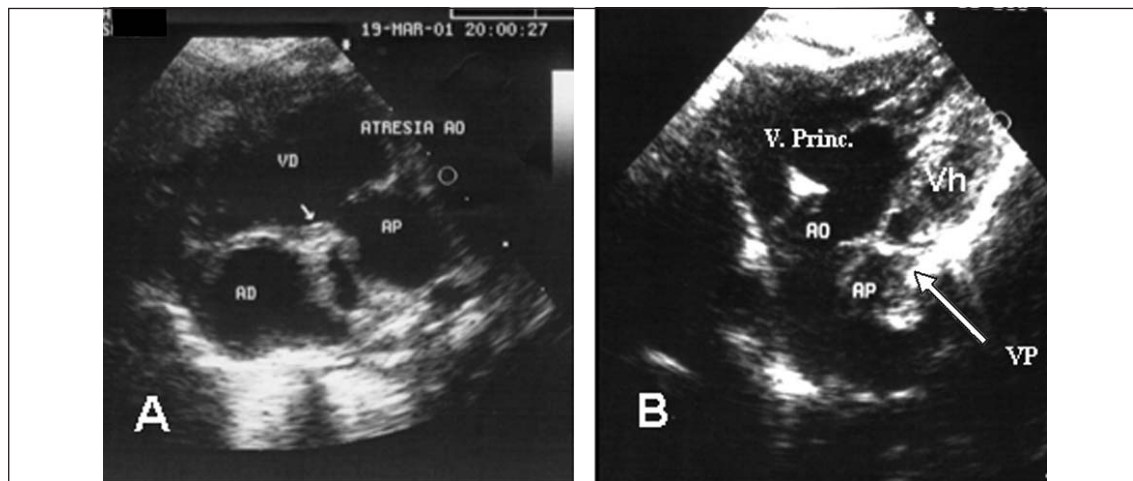 19-MAR-01 20:00:27
ATRESIA AO
VD
AP
AD
A
V. Princ.
Vh
AO
AP
VP
B